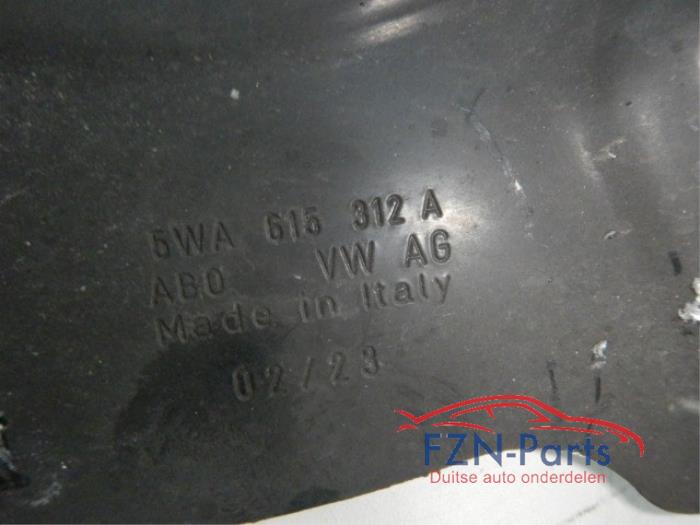 5WA 615 312 A
ABO VW AG
Made in Italy
02/23
FZN-Parts
Duitse auto onderdelen